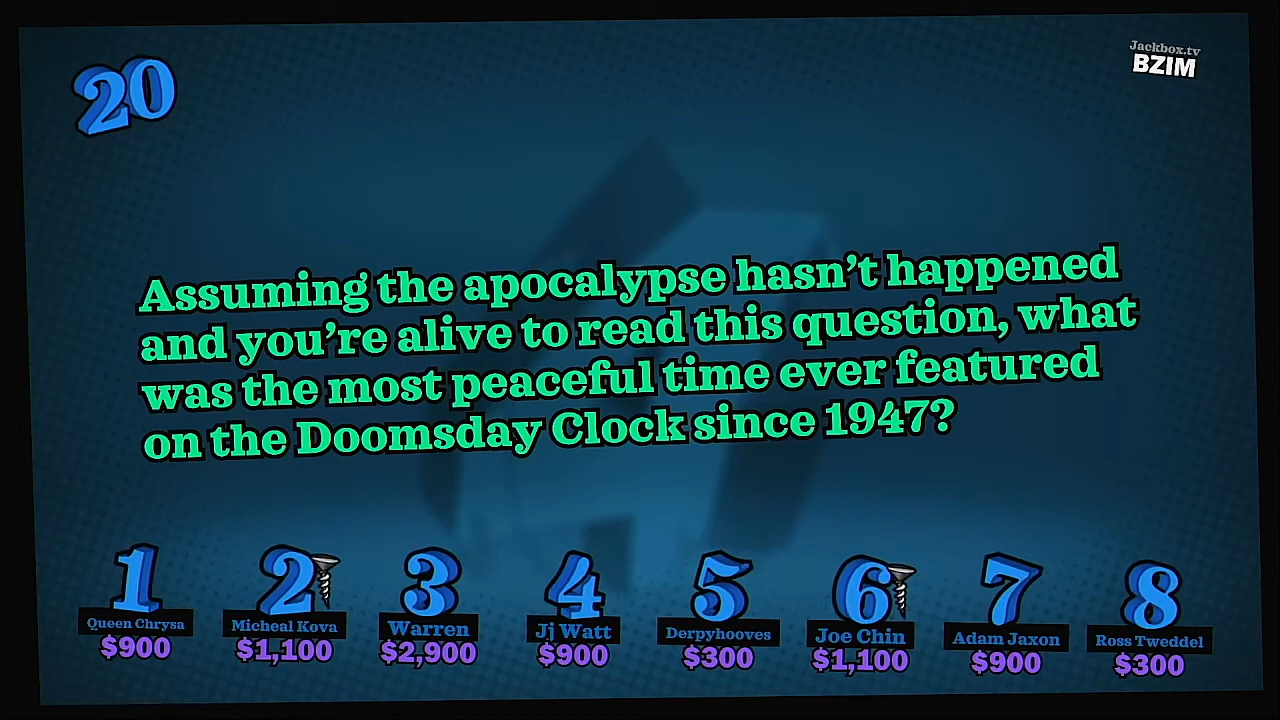 20
Jackbox.tv
BZIM
Assuming the apocalypse hasn't happened
and you're alive to read this question, what
was the most peaceful time ever featured
on the Doomsday Clock since 1947?
1 2 3 4 5 6 7 8
Queen Chrysa Micheal Kova Warren Jj Watt Derpyhooves Joe Chin Adam Jaxon Ross Tweddel
$900 $1,100 $2,900 $900 $300 $1,100 $900 $300